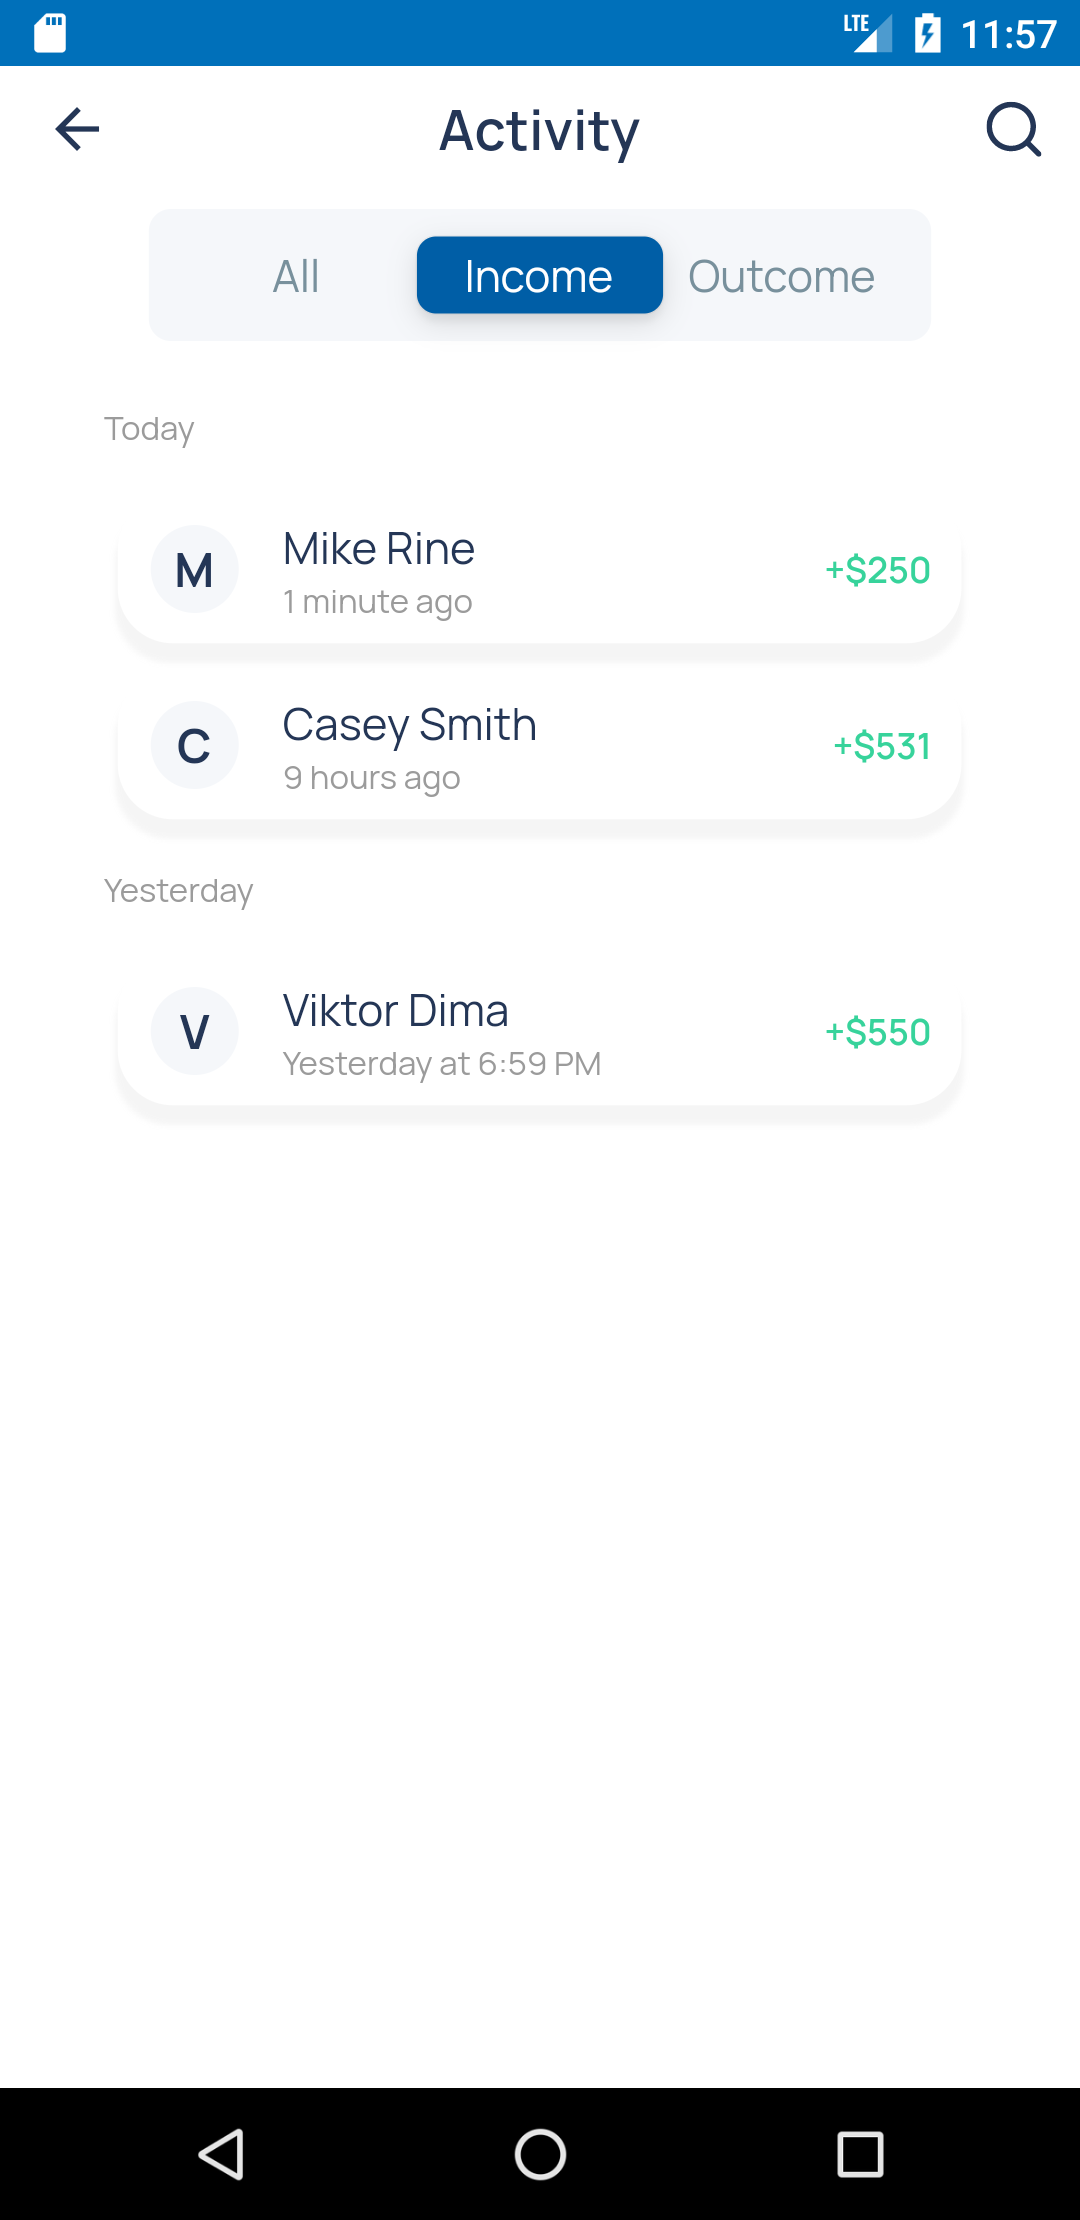 LTE 11:57
Activity
All Income Outcome
Today
M Mike Rine +$250
1 minute ago
C Casey Smith +$531
9 hours ago
Yesterday
V Viktor Dima +$550
Yesterday at 6:59 PM